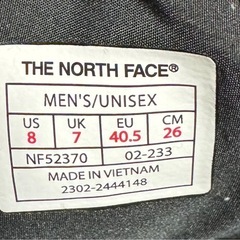 THE NORTH FACE®
MEN'S/UNISEX
US UK EU CM
8 7 40.5 26
NF52370 02-233
MADE IN VIETNAM
2302-2444148